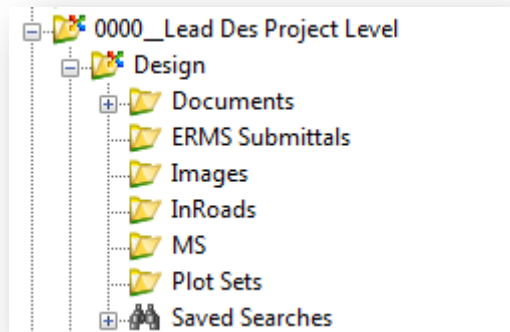 0000__Lead Des Project Level
Design
Documents
ERMS Submittals
Images
InRoads
MS
Plot Sets
Saved Searches